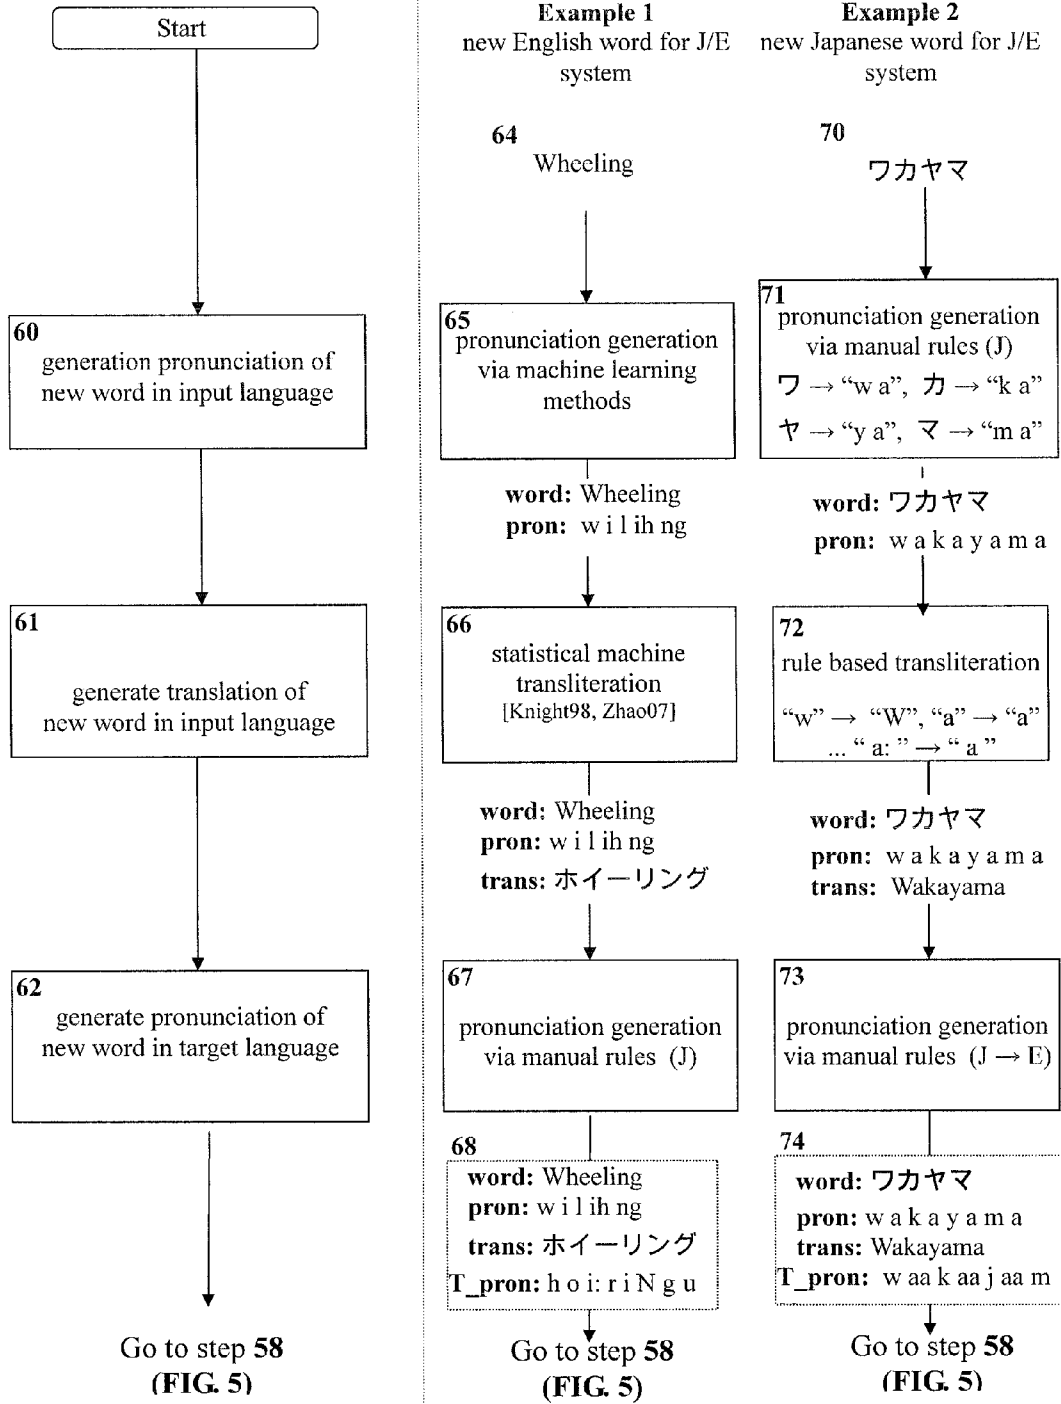 Start
60
generation pronunciation of
new word in input language
61
generate translation of
new word in input language
62
generate pronunciation of
new word in target language
Go to step 58
(FIG. 5)
Example 1
new English word for J/E
system
64
Wheeling
65
pronunciation generation
via machine learning
methods
word: Wheeling
pron: w i l ih ng
66
statistical machine
transliteration
[Knight98, Zhao07]
word: Wheeling
pron: w i l ih ng
trans: ホイーリング
67
pronunciation generation
via manual rules (J)
68
word: Wheeling
pron: w i l ih ng
trans: ホイーリング
T_pron: h o i: r i N g u
Go to step 58
(FIG. 5)
Example 2
new Japanese word for J/E
system
70
ワカヤマ
71
pronunciation generation
via manual rules (J)
ワ → “w a”, カ → “k a”
ヤ → “y a”, マ → “m a”
word: ワカヤマ
pron: w a k a y a m a
72
rule based transliteration
“w” → “W”, “a” → “a”
... “ a: ” → “ a ”
word: ワカヤマ
pron: w a k a y a m a
trans: Wakayama
73
pronunciation generation
via manual rules (J → E)
74
word: ワカヤマ
pron: w a k a y a m a
trans: Wakayama
T_pron: w aa k aa j aa m
Go to step 58
(FIG. 5)